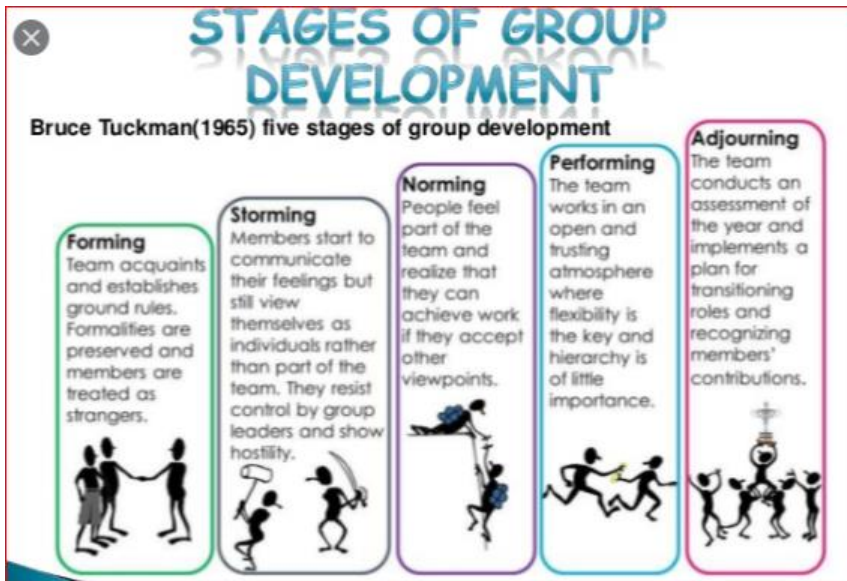 STAGES OF GROUP
DEVELOPMENT
Bruce Tuckman(1965) five stages of group development
Forming
Team acquaints
and establishes
ground rules.
Formalities are
preserved and
members are
treated as
strangers.
Storming
Members start to
communicate
their feelings but
still view
themselves as
individuals rather
than part of the
team. They resist
control by group
leaders and show
hostility.
Norming
People feel
part of the
team and
realize that
they can
achieve work
if they accept
other
viewpoints.
Performing
The team
works in an
open and
trusting
atmosphere
where
flexibility is
the key and
hierarchy is
of little
importance.
Adjourning
The team
conducts an
assessment of
the year and
implements a
plan for
transitioning
roles and
recognizing
members'
contributions.